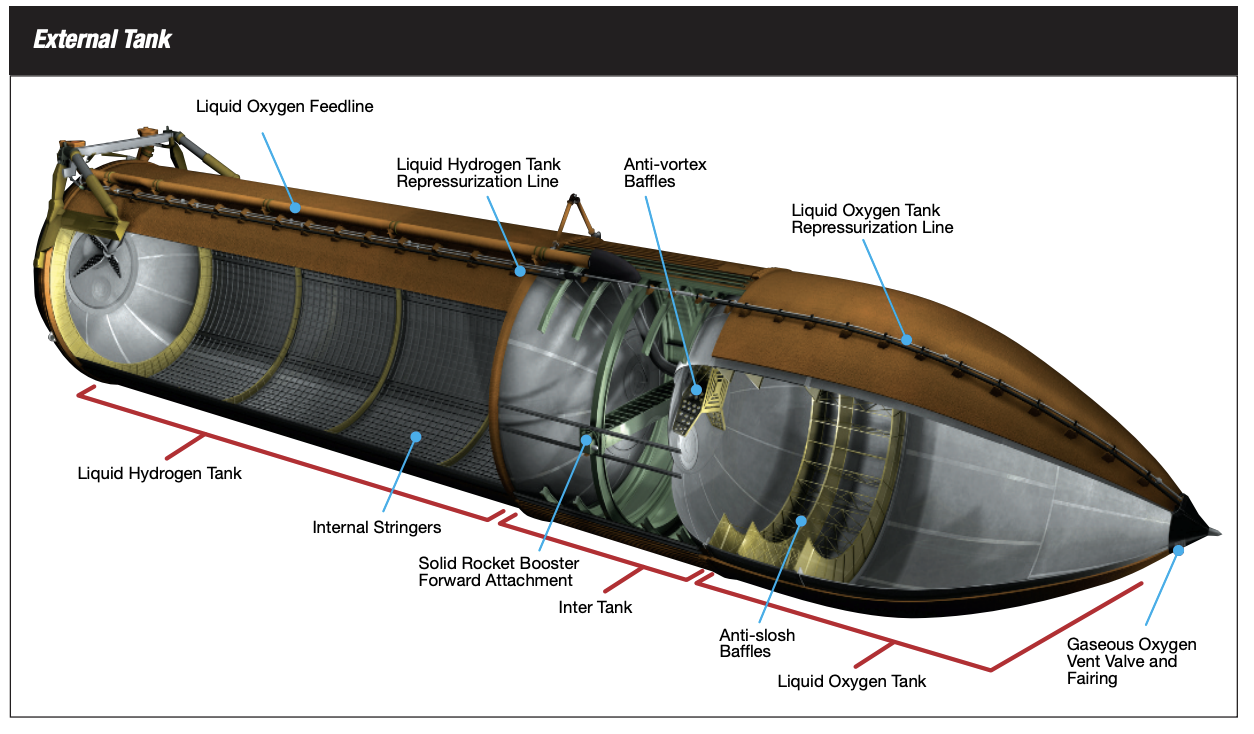 External Tank
Liquid Oxygen Feedline
Liquid Hydrogen Tank
Repressurization Line
Anti-vortex
Baffles
Liquid Oxygen Tank
Repressurization Line
Liquid Hydrogen Tank
Internal Stringers
Solid Rocket Booster
Forward Attachment
Inter Tank
Anti-slosh
Baffles
Liquid Oxygen Tank
Gaseous Oxygen
Vent Valve and
Fairing